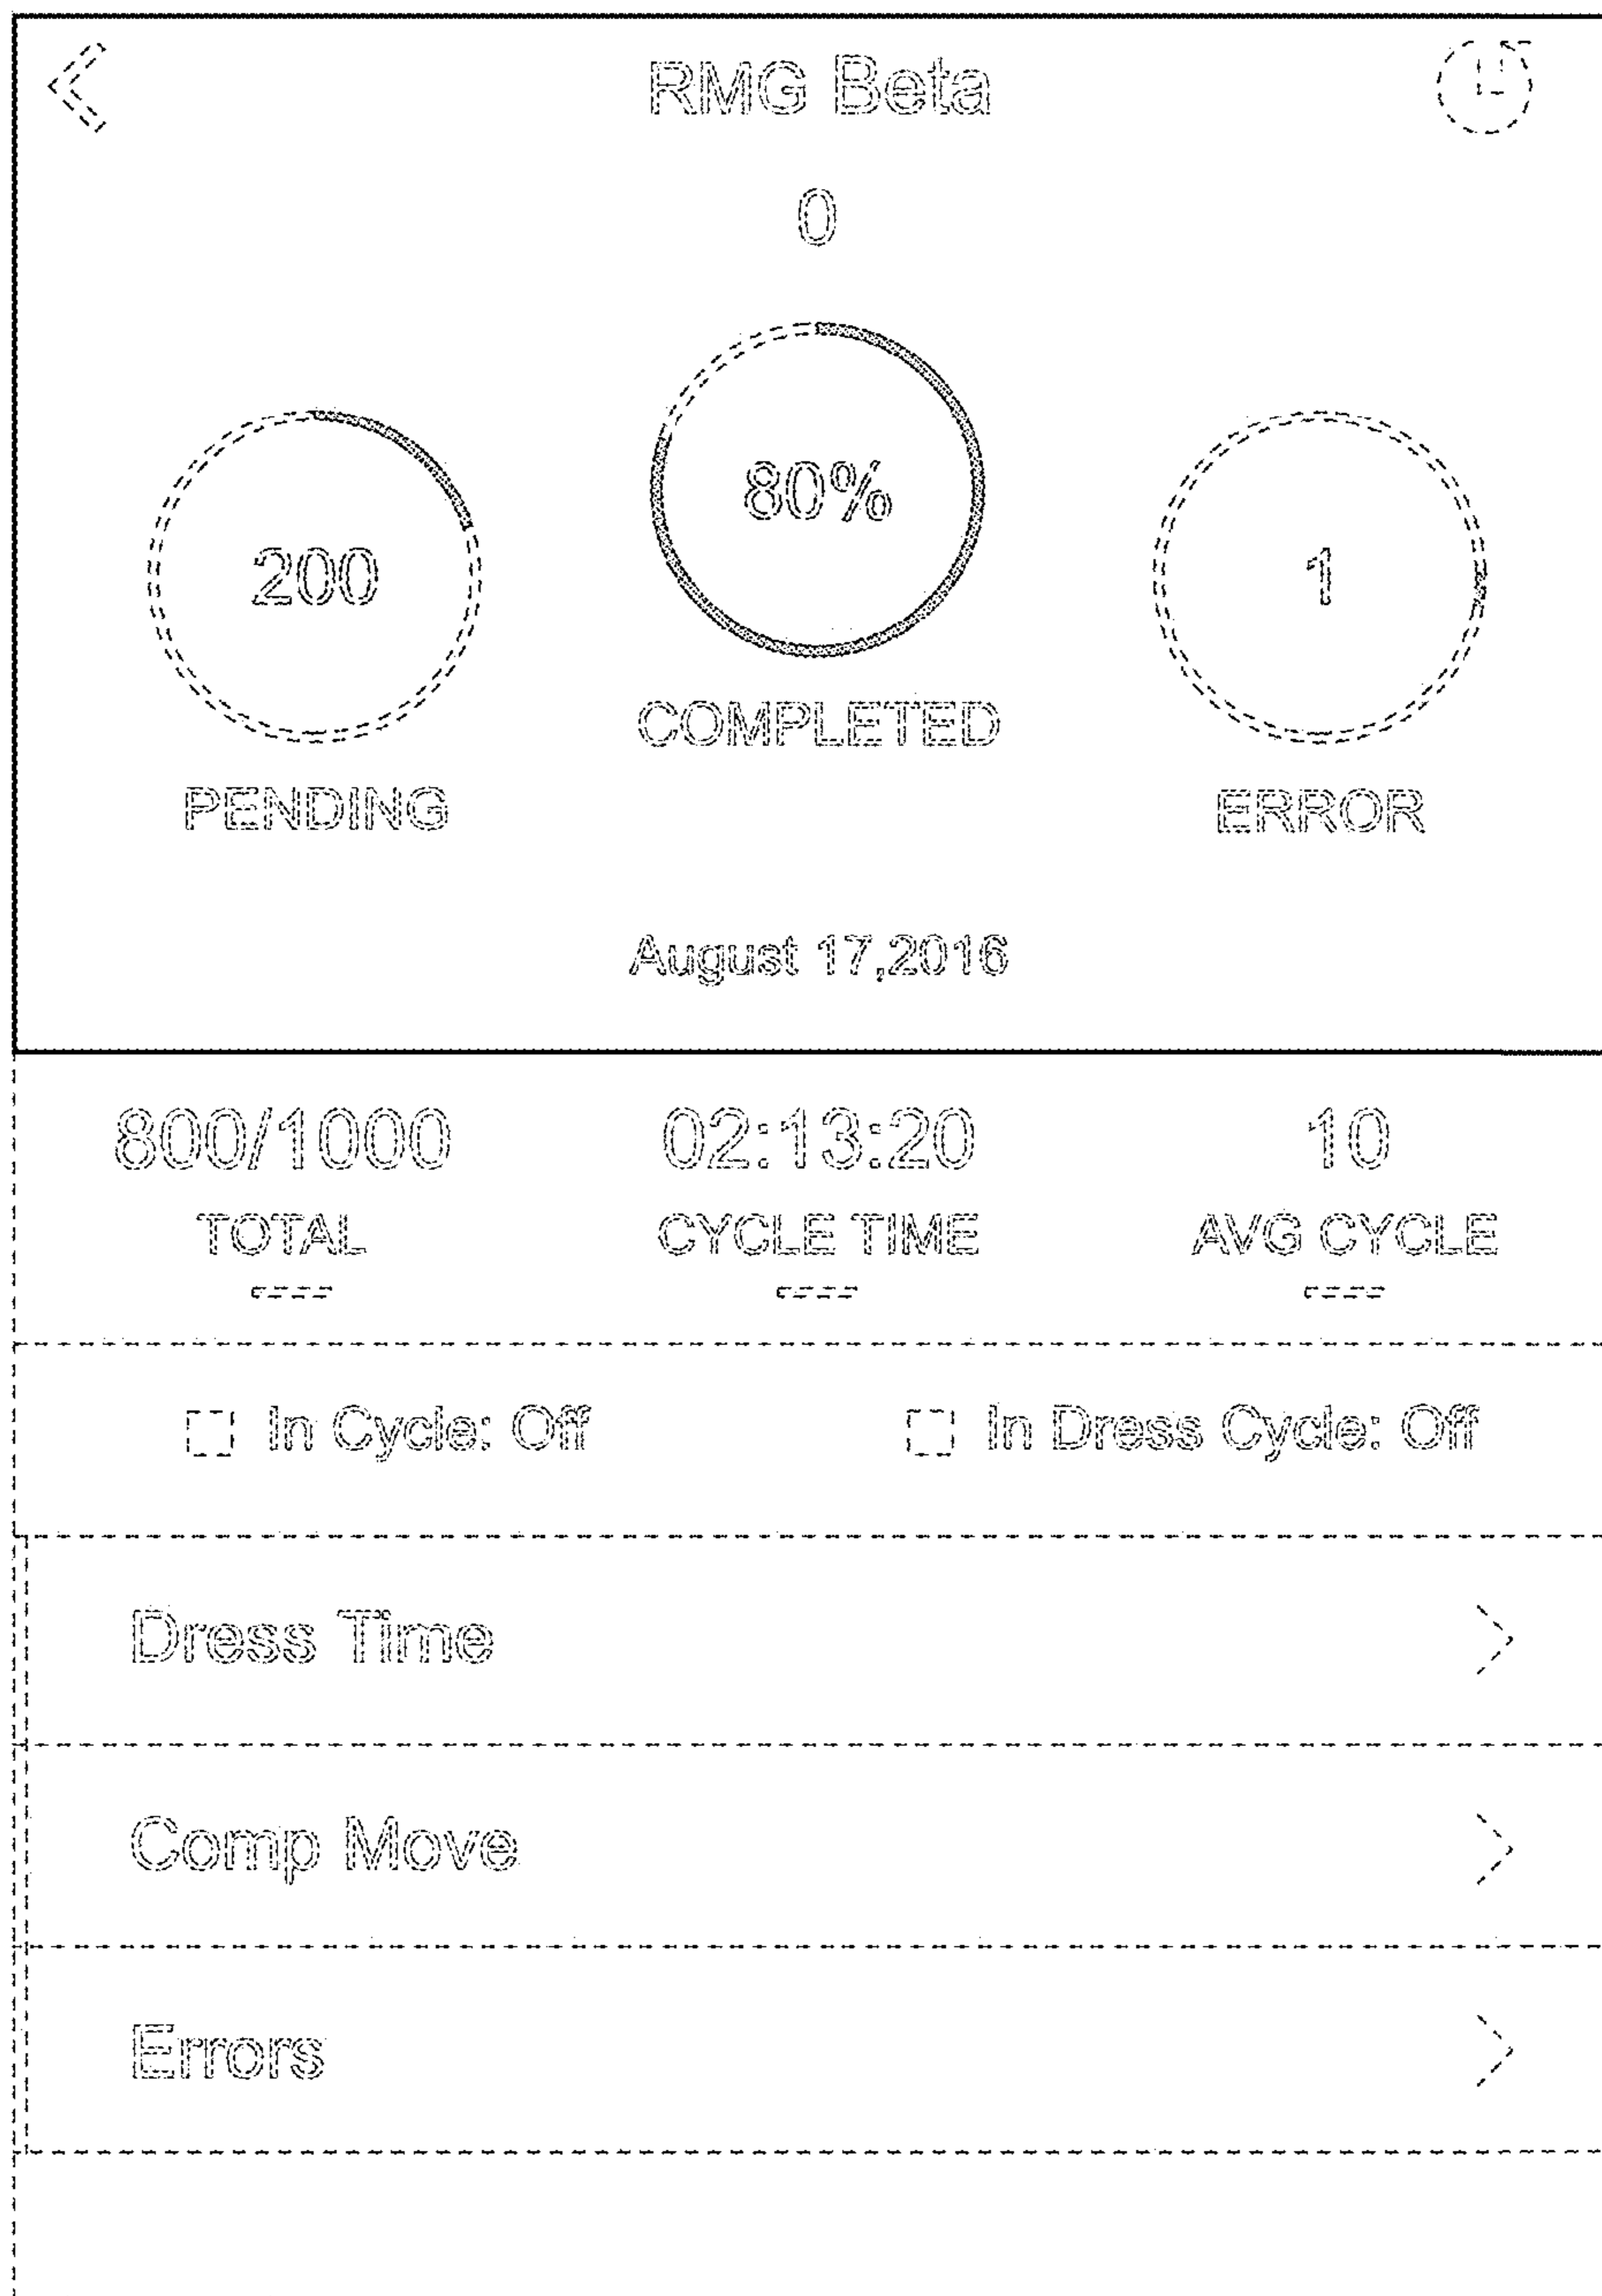 RMG Beta
0
200
80%
1
PENDING
COMPLETED
ERROR
August 17,2016
800/1000
02:13:20
10
TOTAL
CYCLE TIME
AVG CYCLE
In Cycle: Off
In Dress Cycle: Off
Dress Time
Comp Move
Errors